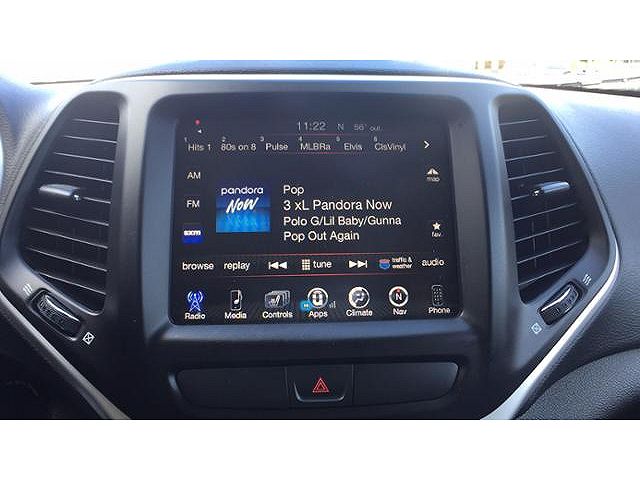 11:22 N 56° out.
1 Hits 1 2 80s on 8 3 Pulse 4 MLBRa 5 Elvis 6 ClsVinyl
AM
FM
sxm
pandora
NOW
Pop
3 xL Pandora Now
Polo G/Lil Baby/Gunna
Pop Out Again
map
Nav
browse replay tune traffic & weather audio
Radio Media Controls Apps Climate Nav Phone